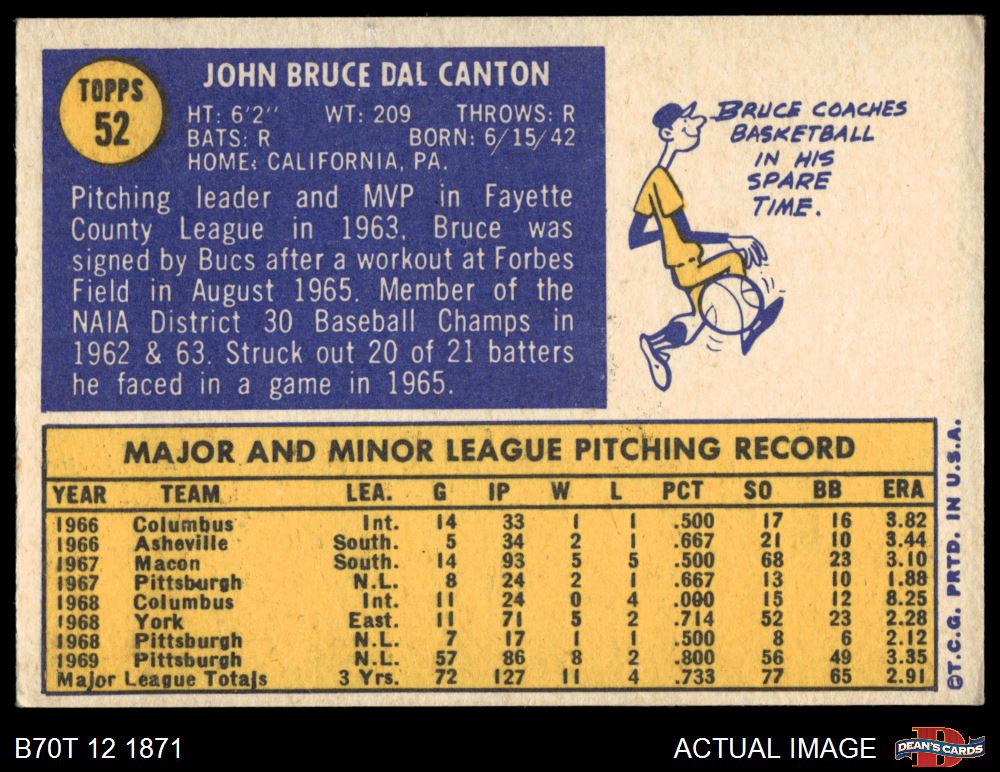 TOPPS
52
JOHN BRUCE DAL CANTON
HT: 6'2'' WT: 209 THROWS: R
BATS: R BORN: 6/15/42
HOME: CALIFORNIA, PA.
Pitching leader and MVP in Fayette
County League in 1963, Bruce was
signed by Bucs after a workout at Forbes
Field in August 1965. Member of the
NAIA District 30 Baseball Champs in
1962 & 63. Struck out 20 of 21 batters
he faced in a game in 1965.
BRUCE COACHES
BASKETBALL
IN HIS
SPARE
TIME.
MAJOR AND MINOR LEAGUE PITCHING RECORD
YEAR TEAM LEA. G IP W L PCT SO BB ERA
1966 Columbus Int. 14 33 1 1 .500 17 16 3.82
1966 Asheville South. 5 34 2 1 .667 21 10 3.44
1967 Macon South. 14 93 5 5 .500 68 23 3.10
1967 Pittsburgh N.L. 8 24 2 1 .667 13 10 1.88
1968 Columbus Int. 11 24 0 4 .000 15 12 8.25
1968 York East. 11 71 5 2 .714 52 23 2.28
1968 Pittsburgh N.L. 7 17 1 1 .500 8 6 2.12
1969 Pittsburgh N.L. 57 86 8 2 .800 56 49 3.35
Major League Totals 3 Yrs. 72 127 11 4 .733 77 65 2.91
©T.C.G. PRTD. IN U.S.A.
B70T 12 1871
ACTUAL IMAGE
D
DEAN'S CARDS